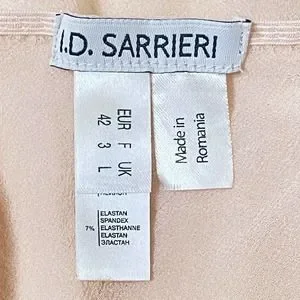 I.D. SARRIERI
EUR F UK
42 3 L
Made in
Romania
ELASTAN
SPANDEX
7% ELASTHANNE
ELASTAN
ЭЛАСТАН